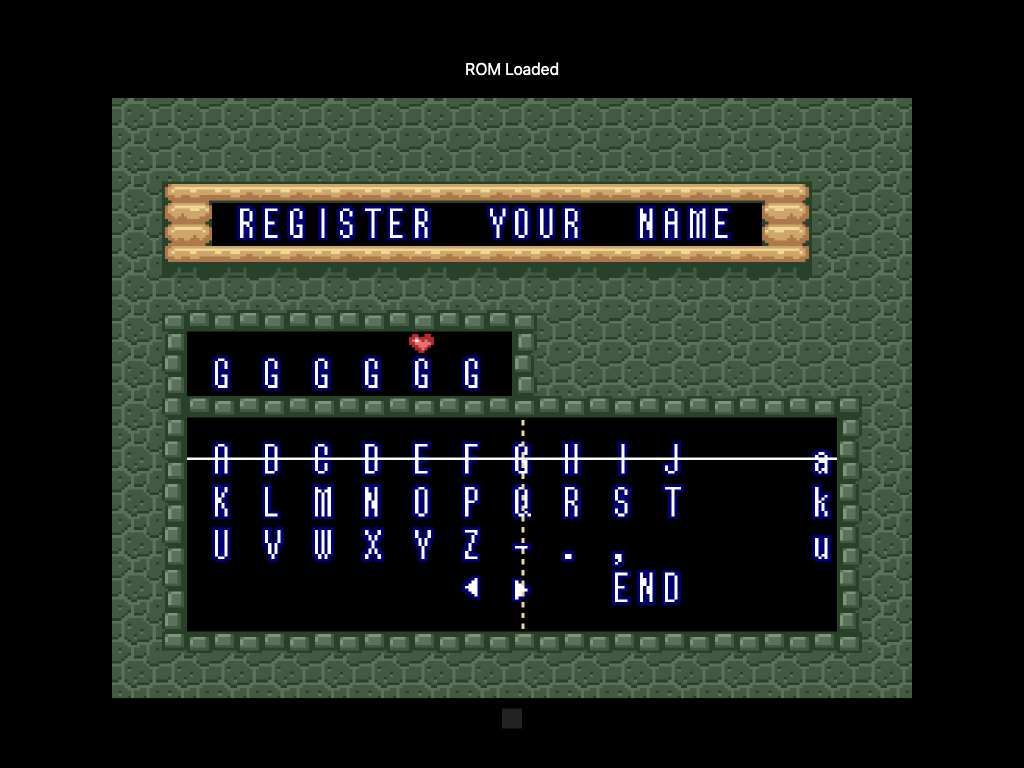 ROM Loaded
REGISTER YOUR NAME
G G G G G G
A B C D E F G H I J a
K L M N O P Q R S T k
U V W X Y Z - . , u
END